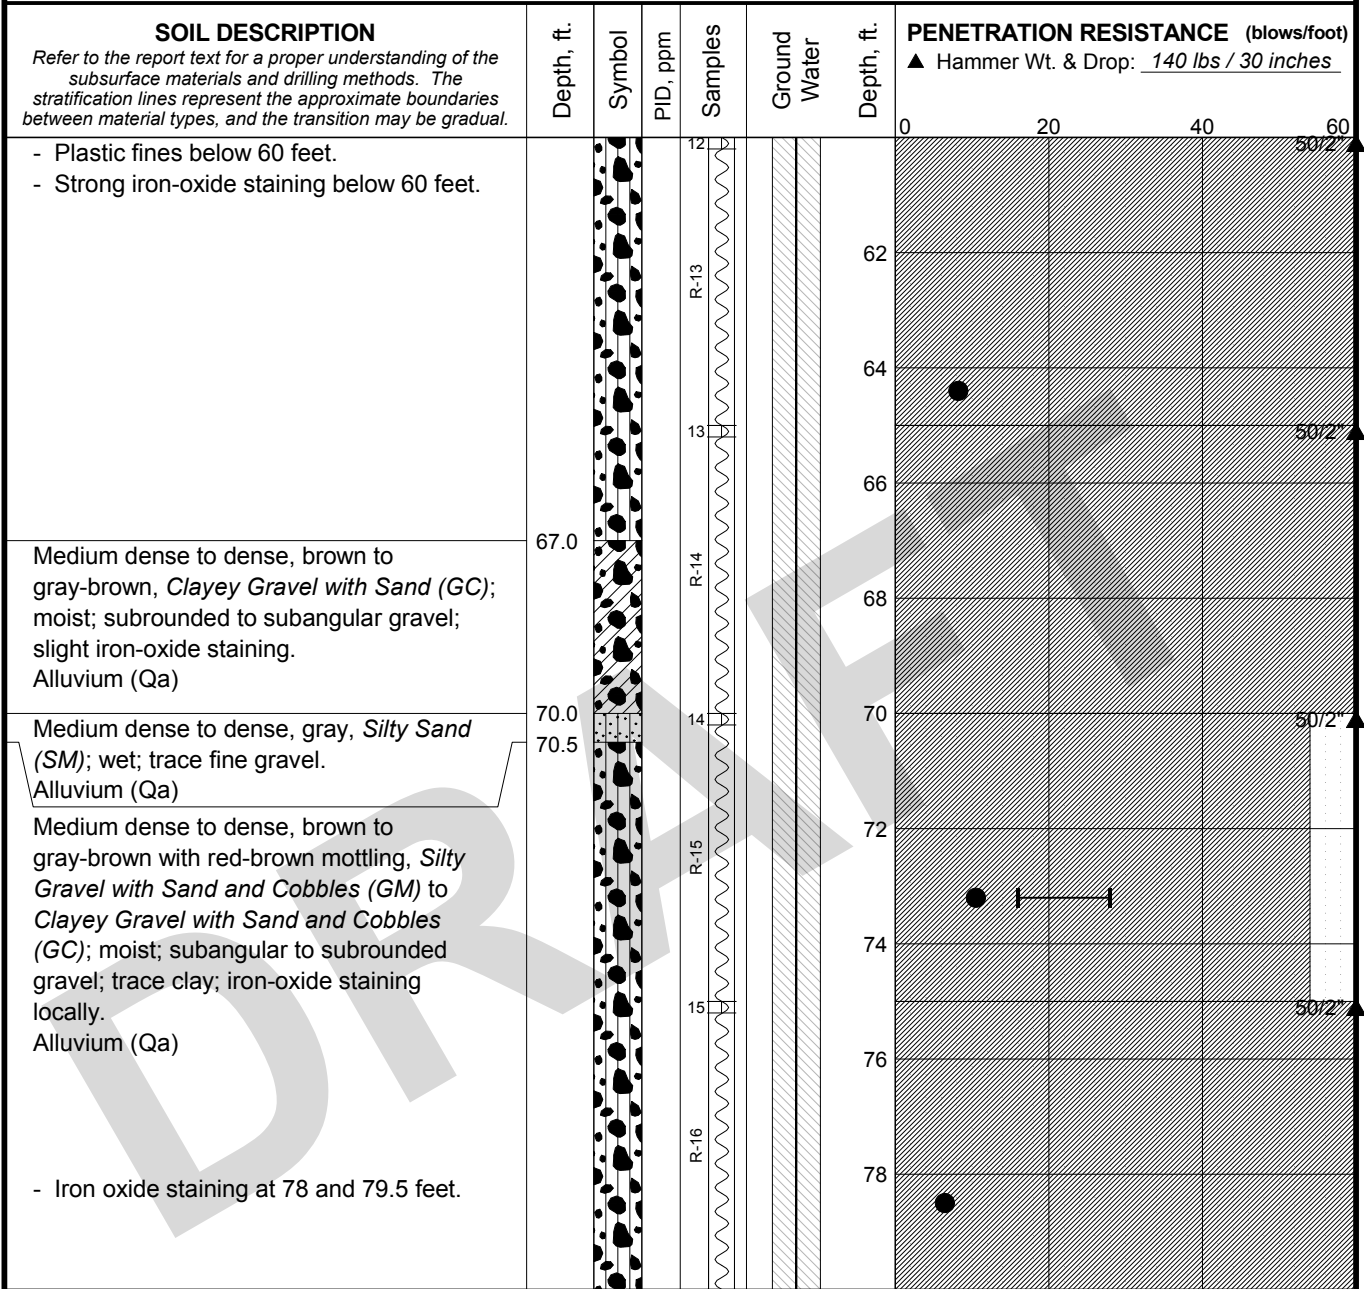 SOIL DESCRIPTION
Refer to the report text for a proper understanding of the
subsurface materials and drilling methods. The
stratification lines represent the approximate boundaries
between material types, and the transition may be gradual.
Depth, ft.
Symbol
PID, ppm
Samples
Ground
Water
Depth, ft.
PENETRATION RESISTANCE (blows/foot)
▲ Hammer Wt. & Drop: 140 lbs / 30 inches
0 20 40 60
- Plastic fines below 60 feet.
- Strong iron-oxide staining below 60 feet.
12
50/2"
62
R-13
64
13
50/2"
66
67.0
Medium dense to dense, brown to
gray-brown, Clayey Gravel with Sand (GC);
moist; subrounded to subangular gravel;
slight iron-oxide staining.
Alluvium (Qa)
R-14
68
70.0
14
70
50/2"
Medium dense to dense, gray, Silty Sand
(SM); wet; trace fine gravel.
Alluvium (Qa)
70.5
Medium dense to dense, brown to
gray-brown with red-brown mottling, Silty
Gravel with Sand and Cobbles (GM) to
Clayey Gravel with Sand and Cobbles
(GC); moist; subangular to subrounded
gravel; trace clay; iron-oxide staining
locally.
Alluvium (Qa)
72
R-15
74
15
50/2"
76
R-16
78
- Iron oxide staining at 78 and 79.5 feet.
DRAFT